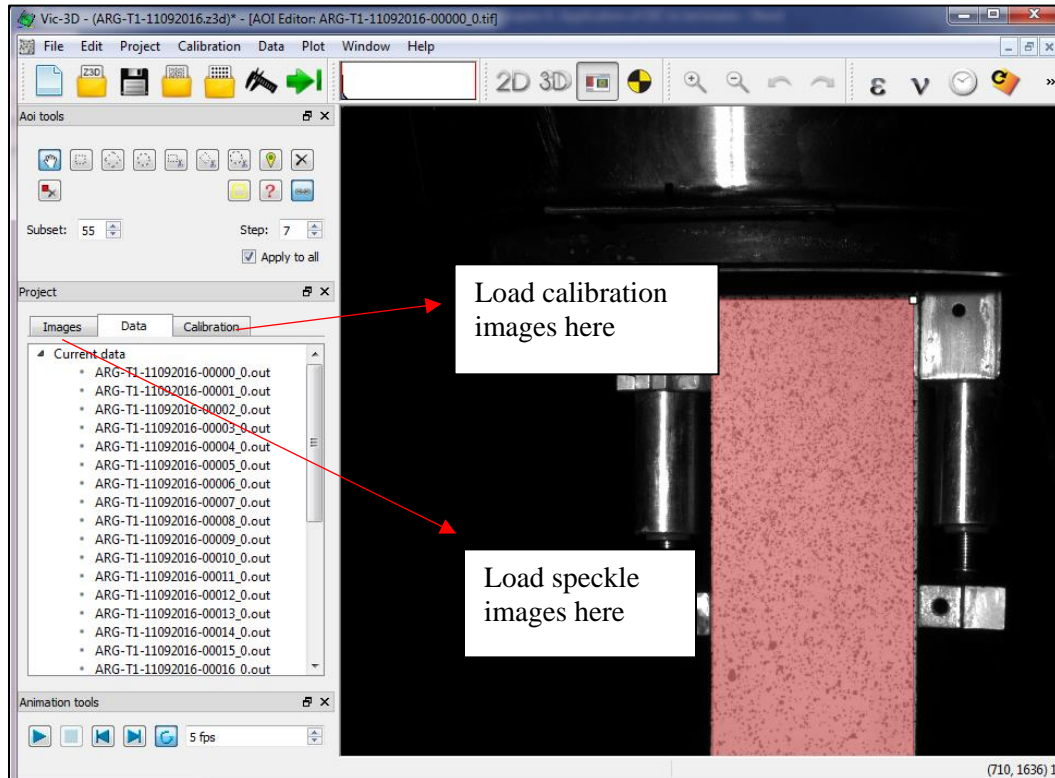 Vic-3D - (ARG-T1-11092016.z3d)* - [AOI Editor: ARG-T1-11092016-00000_0.tif]
File Edit Project Calibration Data Plot Window Help
Z3D 2D 3D ε ν »
Aoi tools
?
Subset: 55 Step: 7
Apply to all
Project
Images Data Calibration
Current data
ARG-T1-11092016-00000_0.out
ARG-T1-11092016-00001_0.out
ARG-T1-11092016-00002_0.out
ARG-T1-11092016-00003_0.out
ARG-T1-11092016-00004_0.out
ARG-T1-11092016-00005_0.out
ARG-T1-11092016-00006_0.out
ARG-T1-11092016-00007_0.out
ARG-T1-11092016-00008_0.out
ARG-T1-11092016-00009_0.out
ARG-T1-11092016-00010_0.out
ARG-T1-11092016-00011_0.out
ARG-T1-11092016-00012_0.out
ARG-T1-11092016-00013_0.out
ARG-T1-11092016-00014_0.out
ARG-T1-11092016-00015_0.out
ARG-T1-11092016-00016_0.out
Load calibration
images here
Load speckle
images here
Animation tools
5 fps
(710, 1636) 1